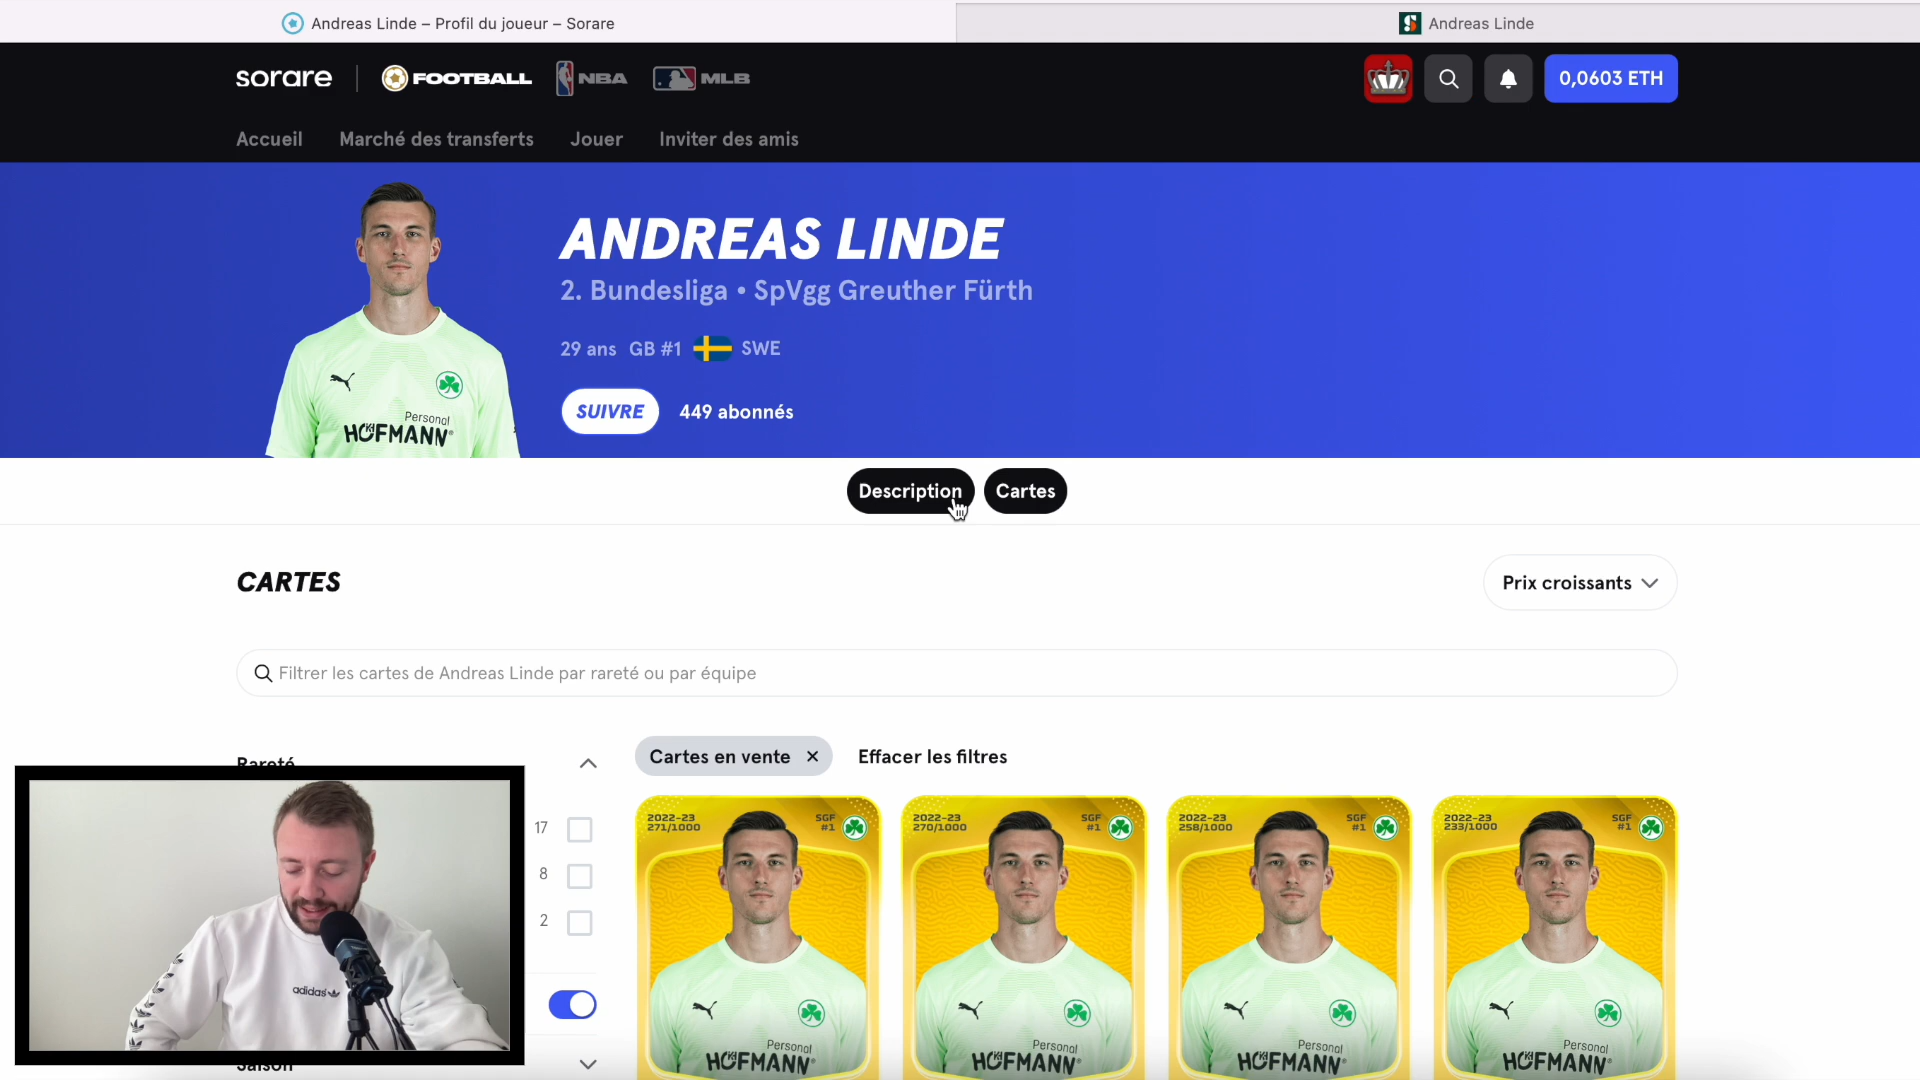 Andreas Linde – Profil du joueur – Sorare
Andreas Linde
sorare
FOOTBALL
NBA
MLB
0,0603 ETH
Accueil
Marché des transferts
Jouer
Inviter des amis
ANDREAS LINDE
2. Bundesliga • SpVgg Greuther Fürth
29 ans GB #1 SWE
SUIVRE
449 abonnés
Personal
HOFMANN
Description
Cartes
CARTES
Prix croissants
Filtrer les cartes de Andreas Linde par rareté ou par équipe
Rareté
Cartes en vente
Effacer les filtres
17
8
2
Saison
adidas
2022-23
271/1000
SGF
#1
Personal
HOFMANN
2022-23
270/1000
SGF
#1
Personal
HOFMANN
2022-23
258/1000
SGF
#1
Personal
HOFMANN
2022-23
233/1000
SGF
#1
Personal
HOFMANN